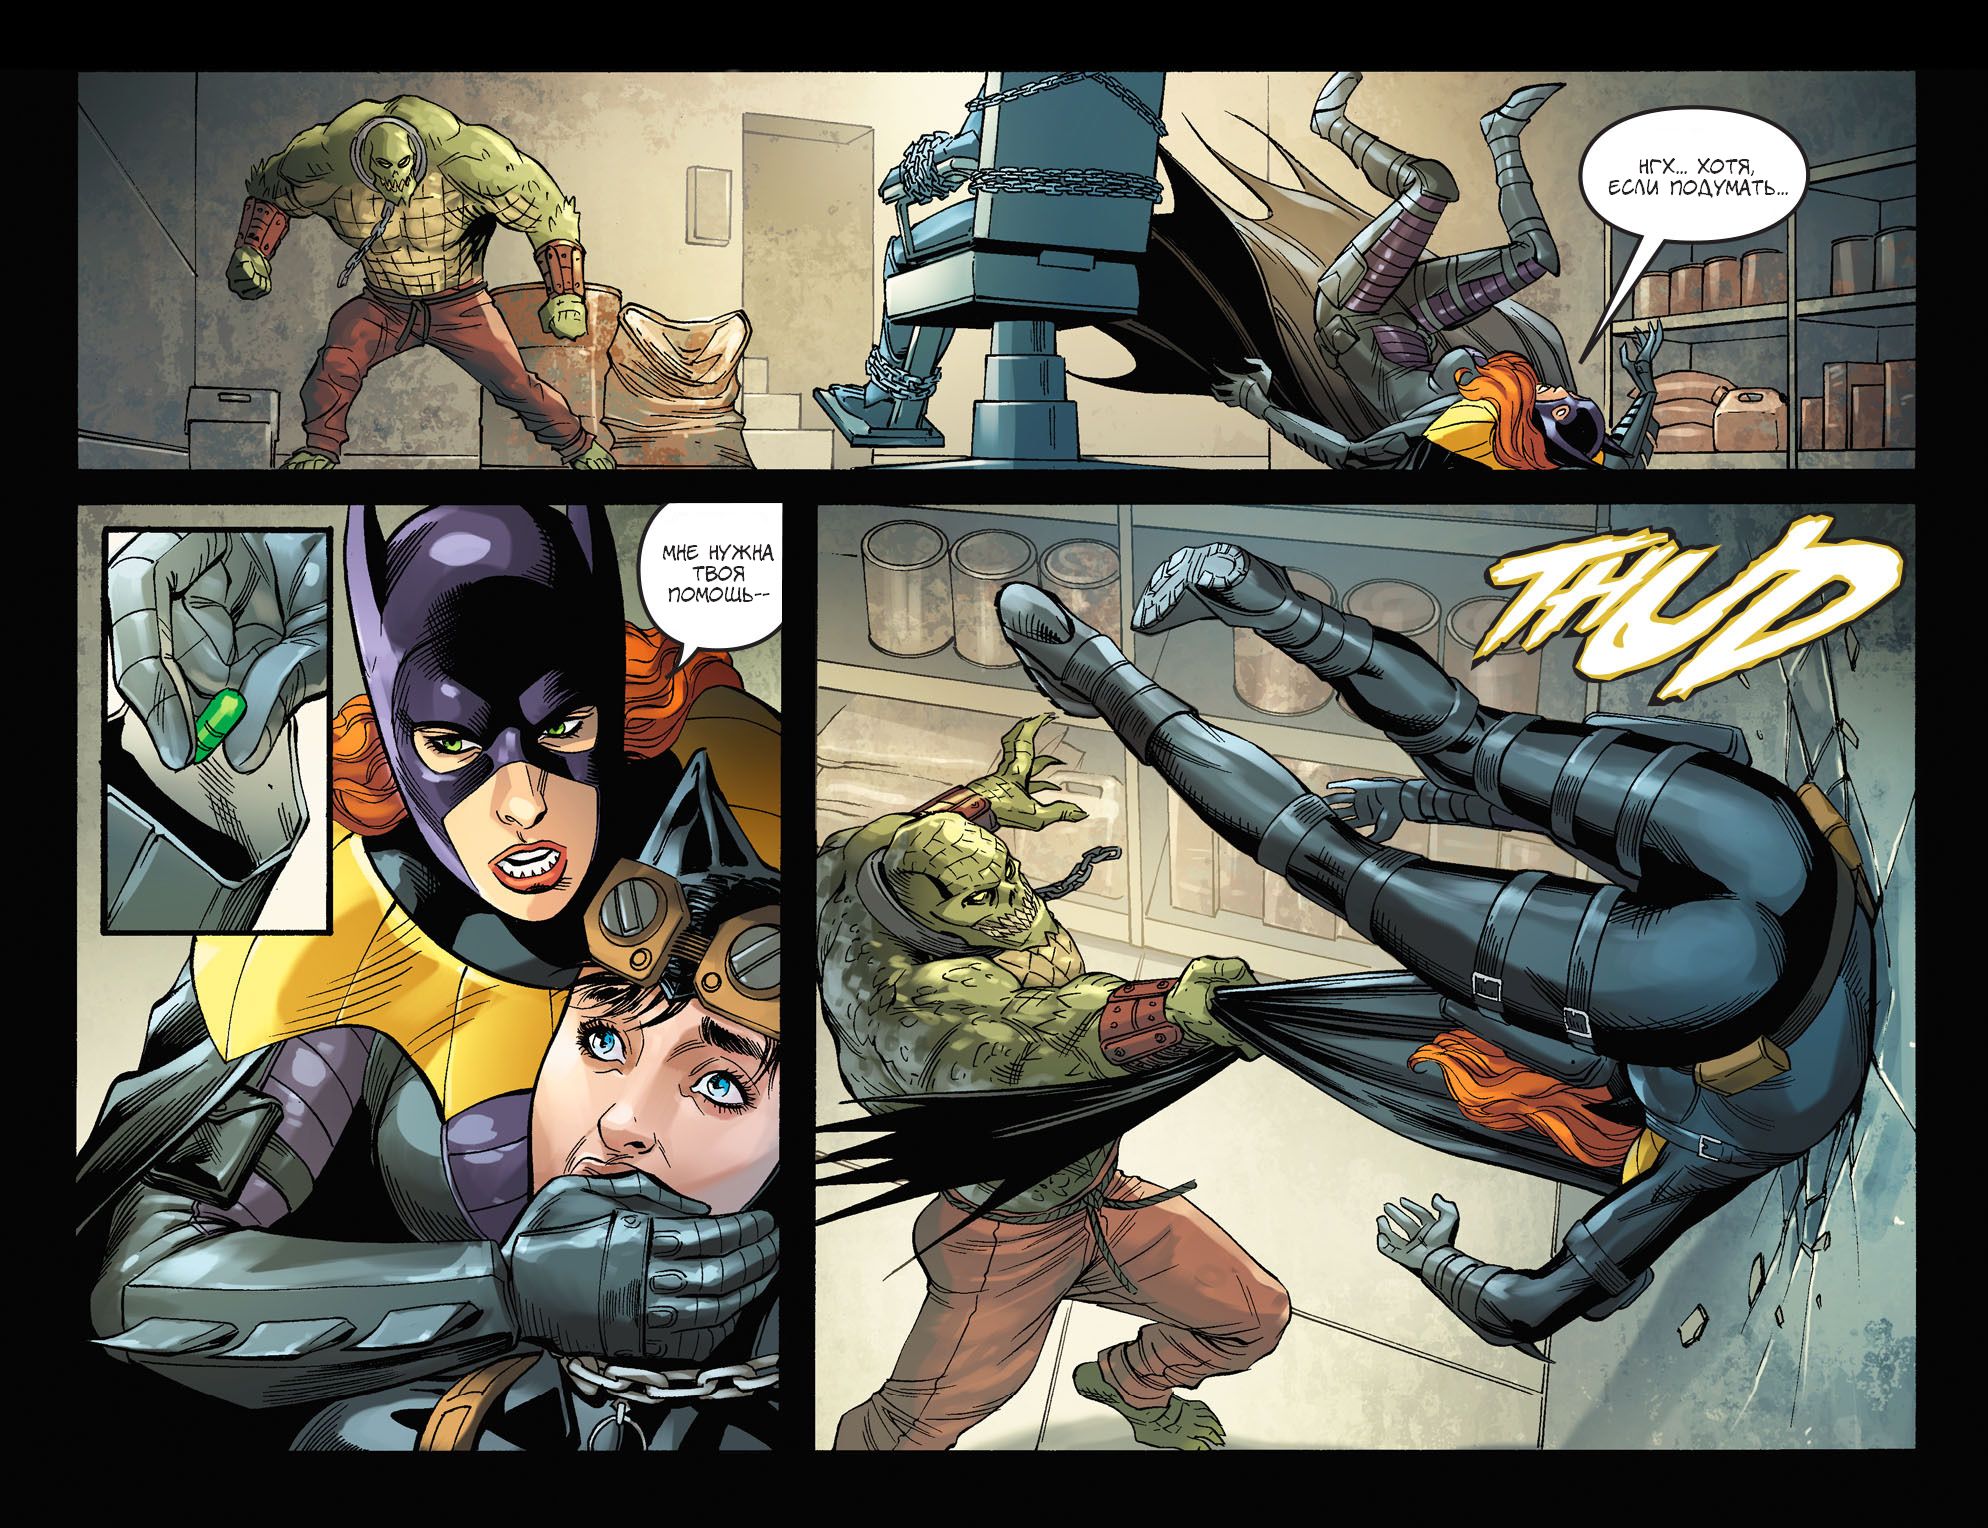 НГХ... ХОТЯ,
ЕСЛИ ПОДУМАТЬ...
МНЕ НУЖНА
ТВОЯ
ПОМОЩЬ--
THUD